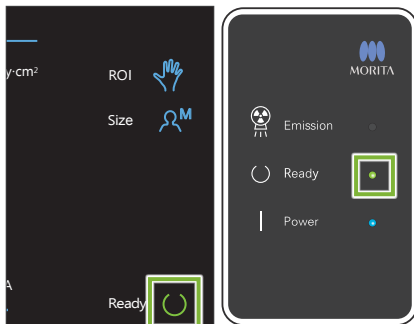 y·cm²
ROI
Size
M
A
Ready
MORITA
Emission
Ready
Power